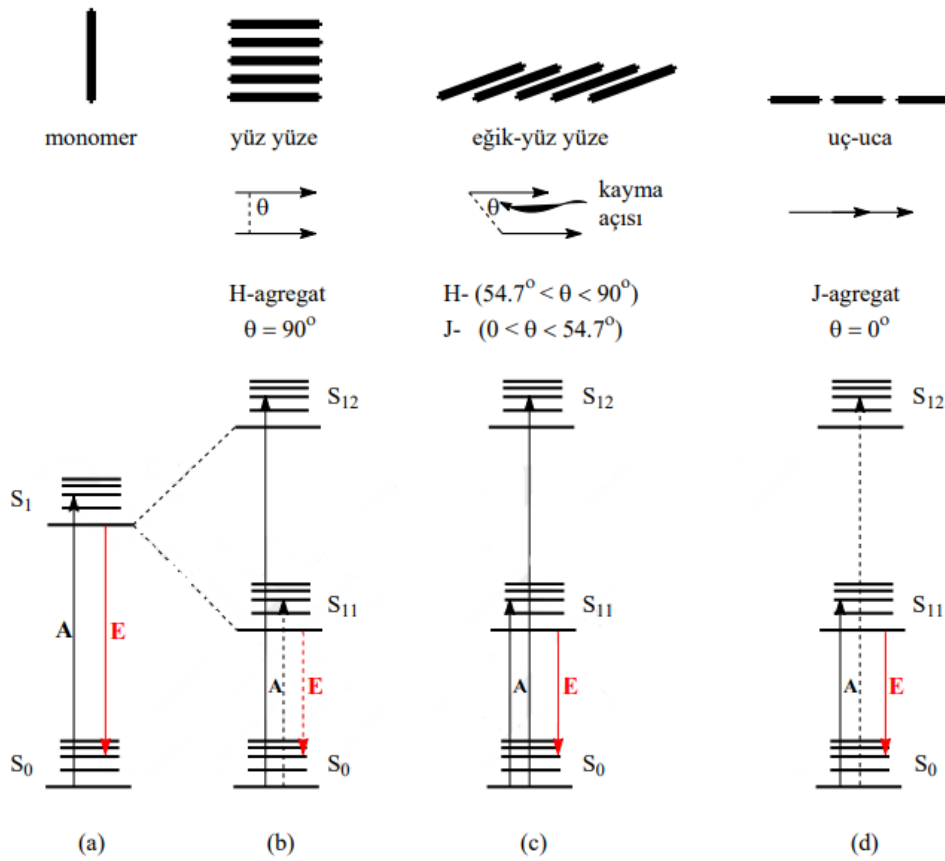 monomer
yüz yüze
eğik-yüz yüze
uç-uca
θ
θ
kayma
açısı
H-agregat
θ = 90°
H- (54.7° < θ < 90°)
J- (0 < θ < 54.7°)
J-agregat
θ = 0°
S₁₂
S₁₂
S₁₂
S₁
S₁₁
S₁₁
S₁₁
A
E
A
E
A
E
A
E
S₀
S₀
S₀
S₀
(a)
(b)
(c)
(d)